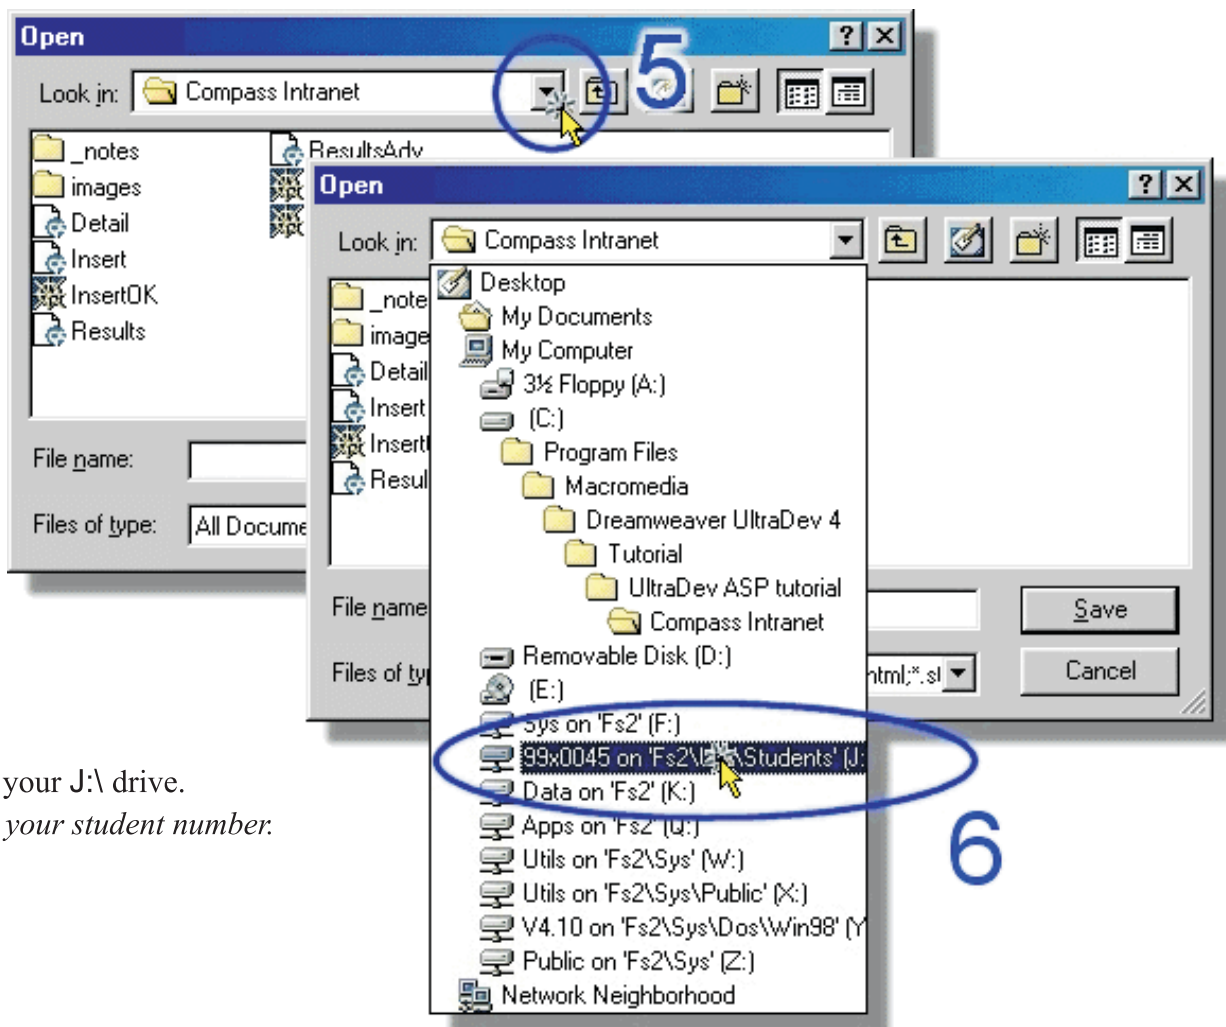 Open
5
Look in: Compass Intranet
_notes
images
Detail
Insert
InsertOK
Results
ResultsAdv
File name:
Files of type: All Docume
Open
Look in: Compass Intranet
_note
image
Detail
Insert
Insert
Resul
Desktop
My Documents
My Computer
3½ Floppy (A:)
(C:)
Program Files
Macromedia
Dreamweaver UltraDev 4
Tutorial
UltraDev ASP tutorial
Compass Intranet
Removable Disk (D:)
(E:)
Sys on 'Fs2' (F:)
99x0045 on 'Fs2\ \Students' (J:
Data on 'Fs2' (K:)
Apps on 'Fs2' (Q:)
Utils on 'Fs2\Sys' (W:)
Utils on 'Fs2\Sys\Public' (X:)
V4.10 on 'Fs2\Sys\Dos\Win98' (Y
Public on 'Fs2\Sys' (Z:)
Network Neighborhood
File name
Save
Files of ty
html;*.sl
Cancel
6
your J:\ drive.
your student number.